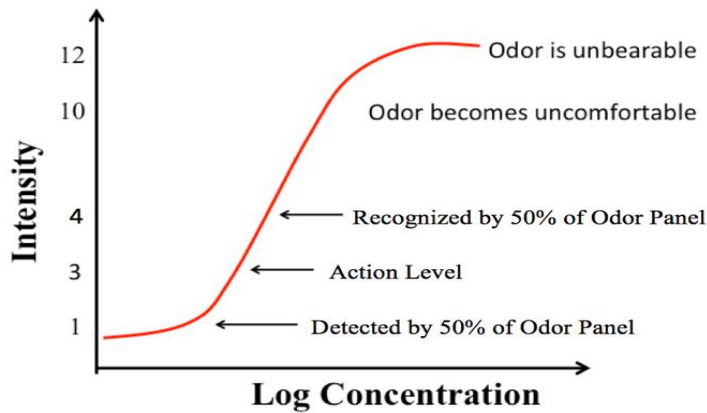 12
Odor is unbearable
10
Odor becomes uncomfortable
Intensity
4
Recognized by 50% of Odor Panel
3
Action Level
1
Detected by 50% of Odor Panel
Log Concentration